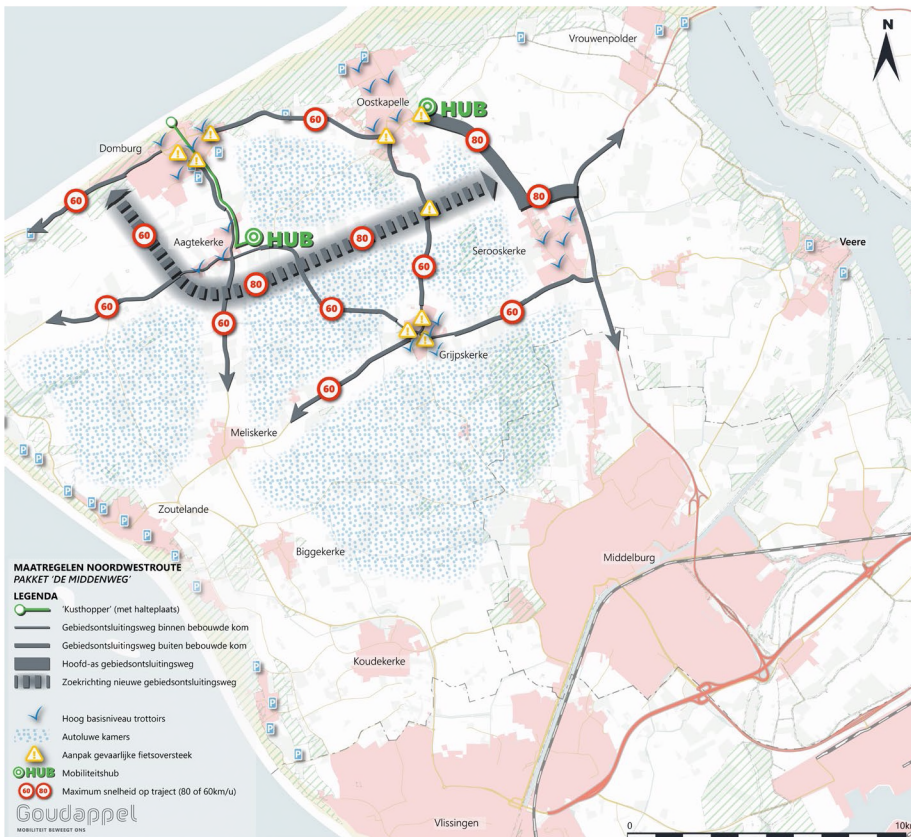 Vrouwenpolder
N
P
P
P
P
P
P
Oostkapelle
HUB
60
80
Domburg
P
P
80
60
60
80
HUB
Aagtekerke
Serooskerke
Veere
P
P
80
60
60
60
60
60
Grijpskerke
60
Meliskerke
P
P
P
P
P
P
P
P
Zoutelande
Biggekerke
MAATREGELEN NOORDWESTROUTE
PAKKET 'DE MIDDENWEG'
LEGENDA
'Kusthopper' (met halteplaats)
Gebiedsontsluitingsweg binnen bebouwde kom
Gebiedsontsluitingsweg buiten bebouwde kom
Hoofd-as gebiedsontsluitingsweg
Zoekrichting nieuwe gebiedsontsluitingsweg
Hoog basisniveau trottoirs
Autoluwe kamers
Aanpak gevaarlijke fietsoversteek
HUB Mobiliteitshub
60 80 Maximum snelheid op traject (80 of 60km/u)
Goudappel
MOBILITEIT BEWEEGT ONS
Middelburg
Koudekerke
P
P
P
P
Vlissingen
0 10km